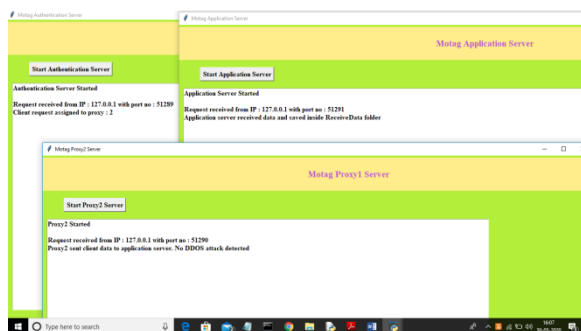 Motag Authentication Server
Start Authentication Server
Authentication Server Started
Request received from IP : 127.0.0.1 with port no : 51289
Client request assigned to proxy : 2
Motag Application Server
Motag Application Server
Start Application Server
Application Server Started
Request received from IP : 127.0.0.1 with port no : 51291
Application server received data and saved inside ReceiveData folder
Motag Proxy2 Server
Motag Proxy1 Server
Start Proxy2 Server
Proxy2 Started
Request received from IP : 127.0.0.1 with port no : 51290
Proxy2 sent client data to application server. No DDOS attack detected
Type here to search
16:07